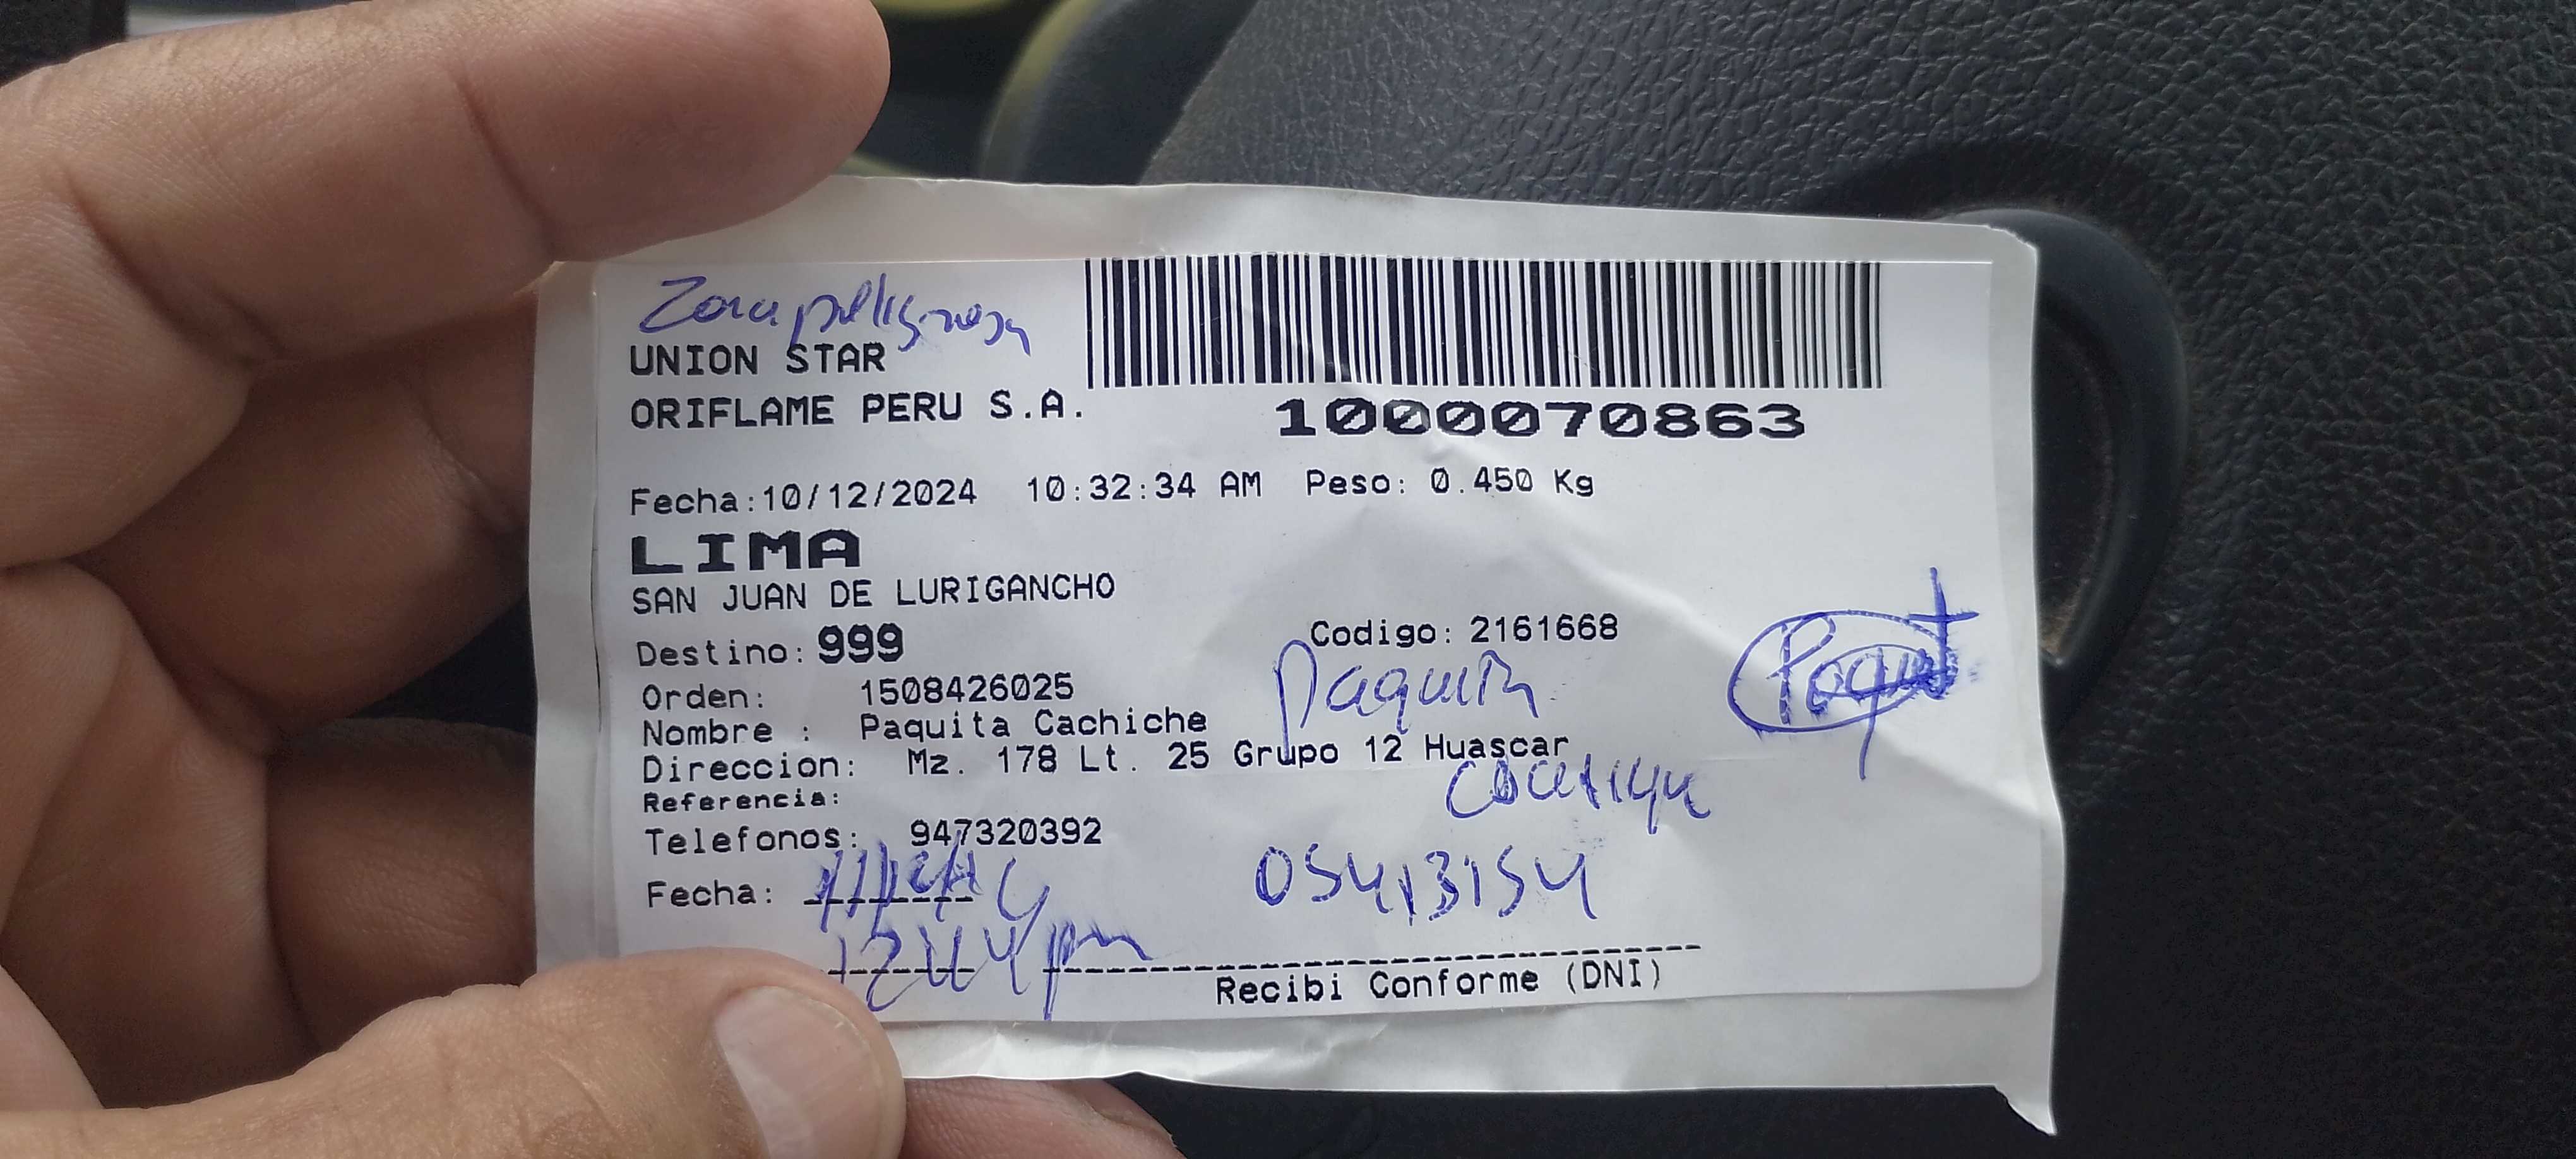 Zona peligrosa
UNION STAR
ORIFLAME PERU S.A.
1000070863
Fecha:10/12/2024 10:32:34 AM Peso: 0.450 Kg
LIMA
SAN JUAN DE LURIGANCHO
Destino: 999
Codigo: 2161668
Orden: 1508426025
Paquita
Nombre : Paquita Cachiche
Direccion: Mz. 178 Lt. 25 Grupo 12 Huascar
Referencia:
Telefonos: 947320392
Fecha:
05413154
1244pm
Recibi Conforme (DNI)